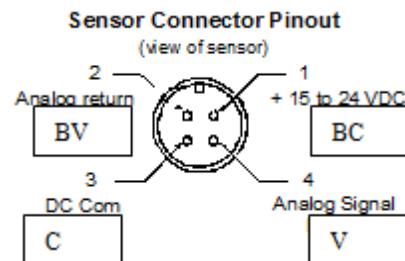 Sensor Connector Pinout
(view of sensor)
2
1
Analog return
+ 15 to 24 VDC
BV
BC
3
4
DC Com
Analog Signal
C
V